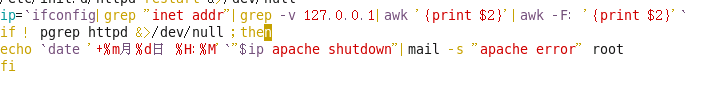 ip=`ifconfig| grep "inet addr"| grep -v 127.0.0.1| awk '{print $2}'| awk -F: '{print $2}'`
if ! pgrep httpd &>/dev/null ; then
echo `date '+%m月%d日 %H:%M'`"$ip apache shutdown"| mail -s "apache error" root
fi